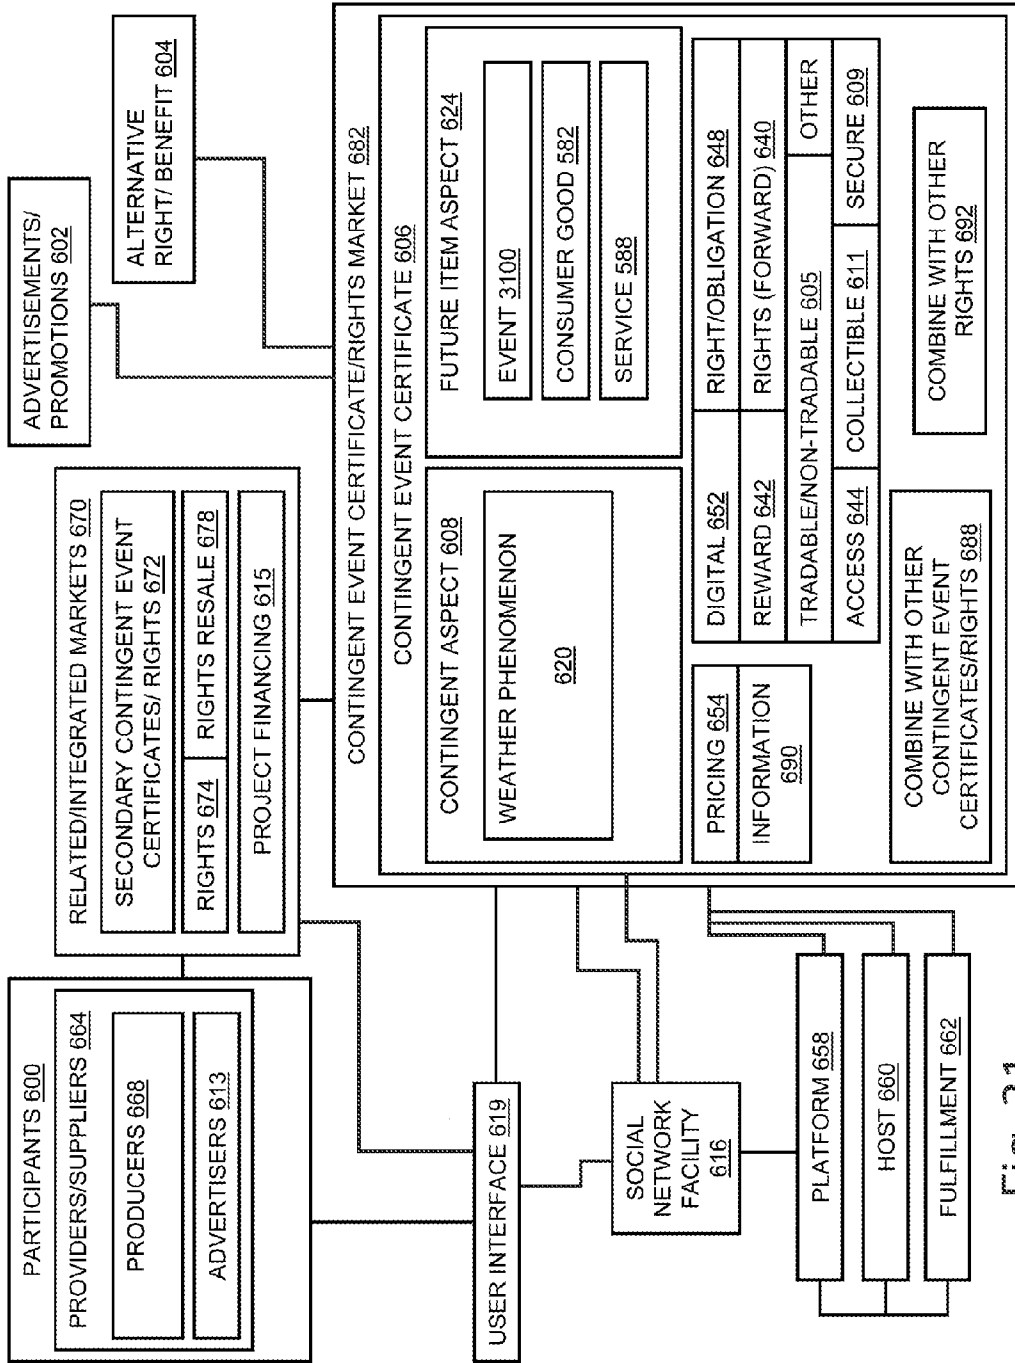 PARTICIPANTS 600
PROVIDERS/SUPPLIERS 664
PRODUCERS 668
ADVERTISERS 613
RELATED/INTEGRATED MARKETS 670
SECONDARY CONTINGENT EVENT
CERTIFICATES/ RIGHTS 672
RIGHTS 674
RIGHTS RESALE 678
PROJECT FINANCING 615
ADVERTISEMENTS/
PROMOTIONS 602
ALTERNATIVE
RIGHT/ BENEFIT 604
USER INTERFACE 619
SOCIAL
NETWORK
FACILITY
616
PLATFORM 658
HOST 660
FULFILLMENT 662
CONTINGENT EVENT CERTIFICATE/RIGHTS MARKET 682
CONTINGENT EVENT CERTIFICATE 606
CONTINGENT ASPECT 608
WEATHER PHENOMENON
620
FUTURE ITEM ASPECT 624
EVENT 3100
CONSUMER GOOD 582
SERVICE 588
PRICING 654
INFORMATION
690
DIGITAL 652
RIGHT/OBLIGATION 648
REWARD 642
RIGHTS (FORWARD) 640
TRADABLE/NON-TRADABLE 605
OTHER
ACCESS 644
COLLECTIBLE 611
SECURE 609
COMBINE WITH OTHER
CONTINGENT EVENT
CERTIFICATES/RIGHTS 688
COMBINE WITH OTHER
RIGHTS 692